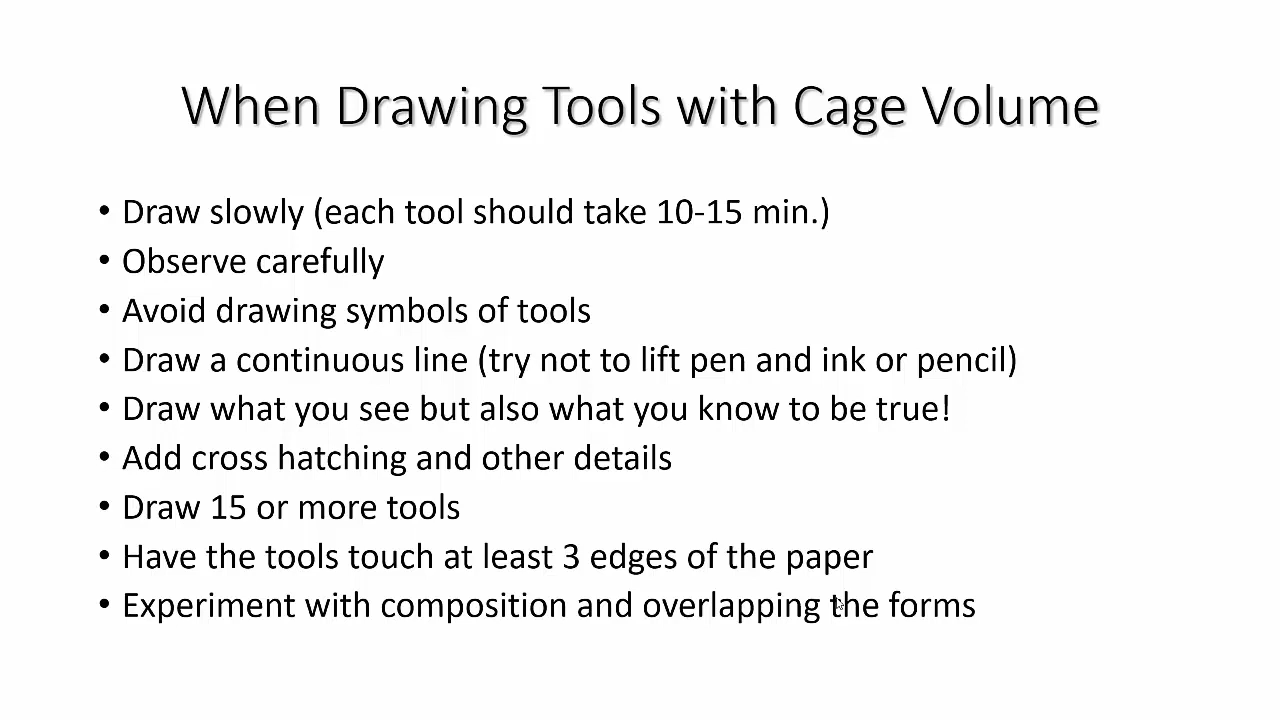 When Drawing Tools with Cage Volume
• Draw slowly (each tool should take 10-15 min.)
• Observe carefully
• Avoid drawing symbols of tools
• Draw a continuous line (try not to lift pen and ink or pencil)
• Draw what you see but also what you know to be true!
• Add cross hatching and other details
• Draw 15 or more tools
• Have the tools touch at least 3 edges of the paper
• Experiment with composition and overlapping the forms